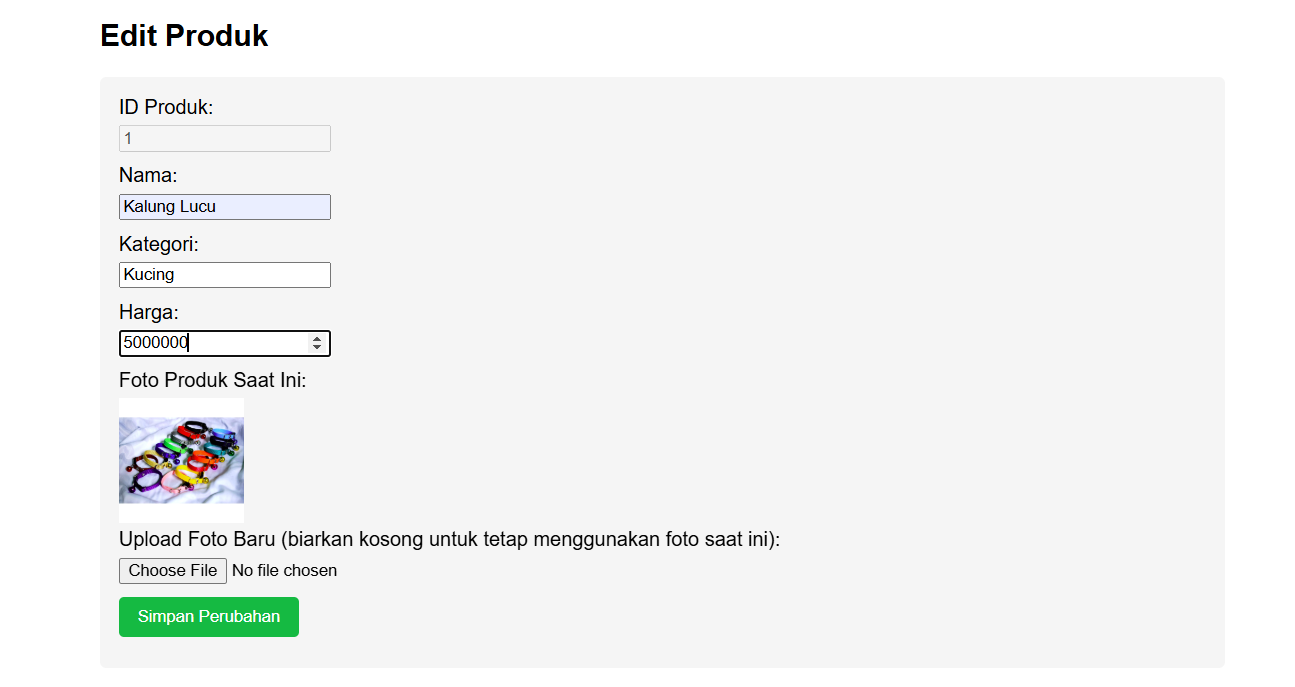 Edit Produk
ID Produk:
1
Nama:
Kalung Lucu
Kategori:
Kucing
Harga:
5000000
Foto Produk Saat Ini:
Upload Foto Baru (biarkan kosong untuk tetap menggunakan foto saat ini):
Choose File No file chosen
Simpan Perubahan